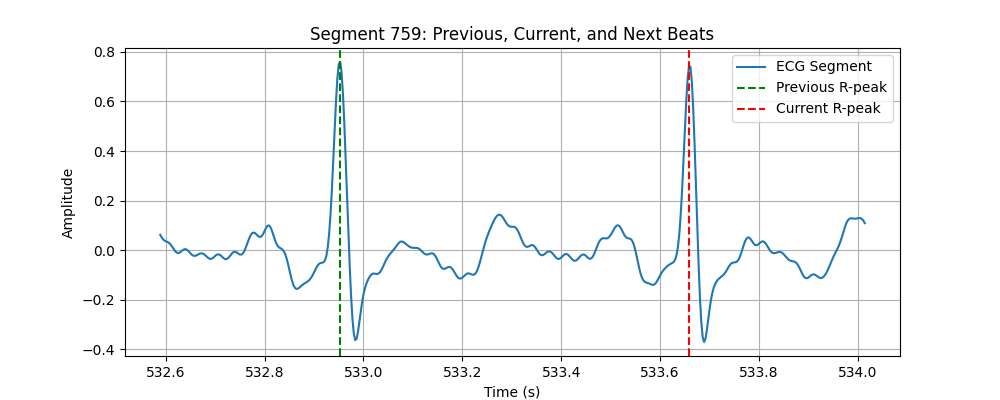 Segment 759: Previous, Current, and Next Beats
ECG Segment
Previous R-peak
Current R-peak
Amplitude
0.8
0.6
0.4
0.2
0.0
−0.2
−0.4
532.6 532.8 533.0 533.2 533.4 533.6 533.8 534.0
Time (s)